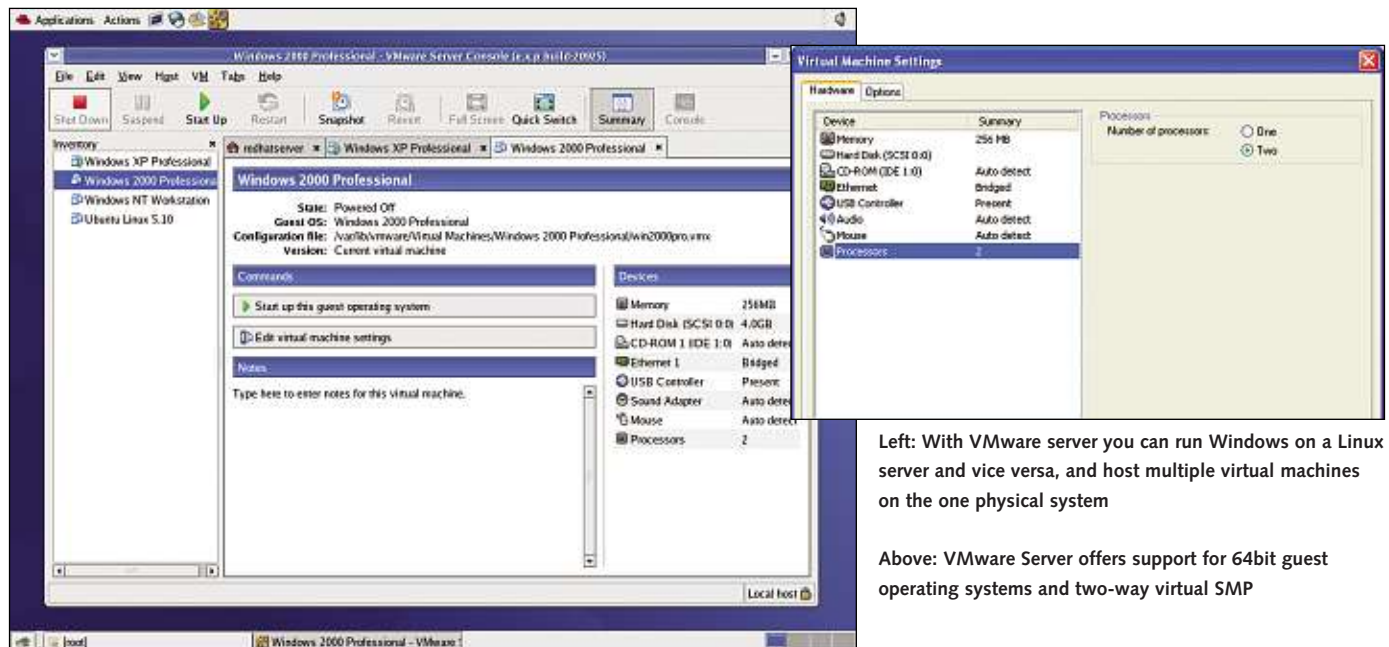 Applications Actions
Windows 2000 Professional - VMware Server Console (e.x.p build-20925)
File Edit View Host VM Tabs Help
Shut Down Suspend Start Up Restart Snapshot Revert Full Screen Quick Switch Summary Console
Inventory
Windows XP Professional
Windows 2000 Professiona
Windows NT Workstation
Ubuntu Linux 5.10
redhatserver Windows XP Professional Windows 2000 Professional
Windows 2000 Professional
State: Powered Off
Guest OS: Windows 2000 Professional
Configuration file: /var/lib/vmware/Virtual Machines/Windows 2000 Professional/win2000pro.vmx
Version: Current virtual machine
Commands
Start up this guest operating system
Edit virtual machine settings
Notes
Type here to enter notes for this virtual machine.
Devices
Memory 256MB
Hard Disk (SCSI 0:0) 4.0GB
CD-ROM 1 (IDE 1:0) Auto detec
Ethernet 1 Bridged
USB Controller Present
Sound Adapter Auto detec
Mouse Auto detect
Processors 2
Local host
[root]
Windows 2000 Professional - VMware
Virtual Machine Settings
Hardware Options
Device Summary
Memory 256 MB
Hard Disk (SCSI 0:0)
CD-ROM (IDE 1:0) Auto detect
Ethernet Bridged
USB Controller Present
Audio Auto detect
Mouse Auto detect
Processors 2
Processors
Number of processors: One
Two
Left: With VMware server you can run Windows on a Linux
server and vice versa, and host multiple virtual machines
on the one physical system
Above: VMware Server offers support for 64bit guest
operating systems and two-way virtual SMP